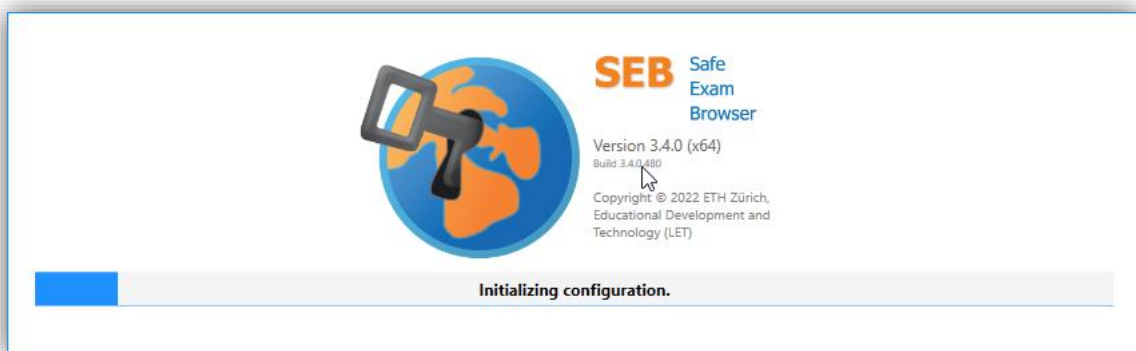 SEB Safe
Exam
Browser
Version 3.4.0 (x64)
Build 3.4.0.480
Copyright © 2022 ETH Zürich,
Educational Development and
Technology (LET)
Initializing configuration.